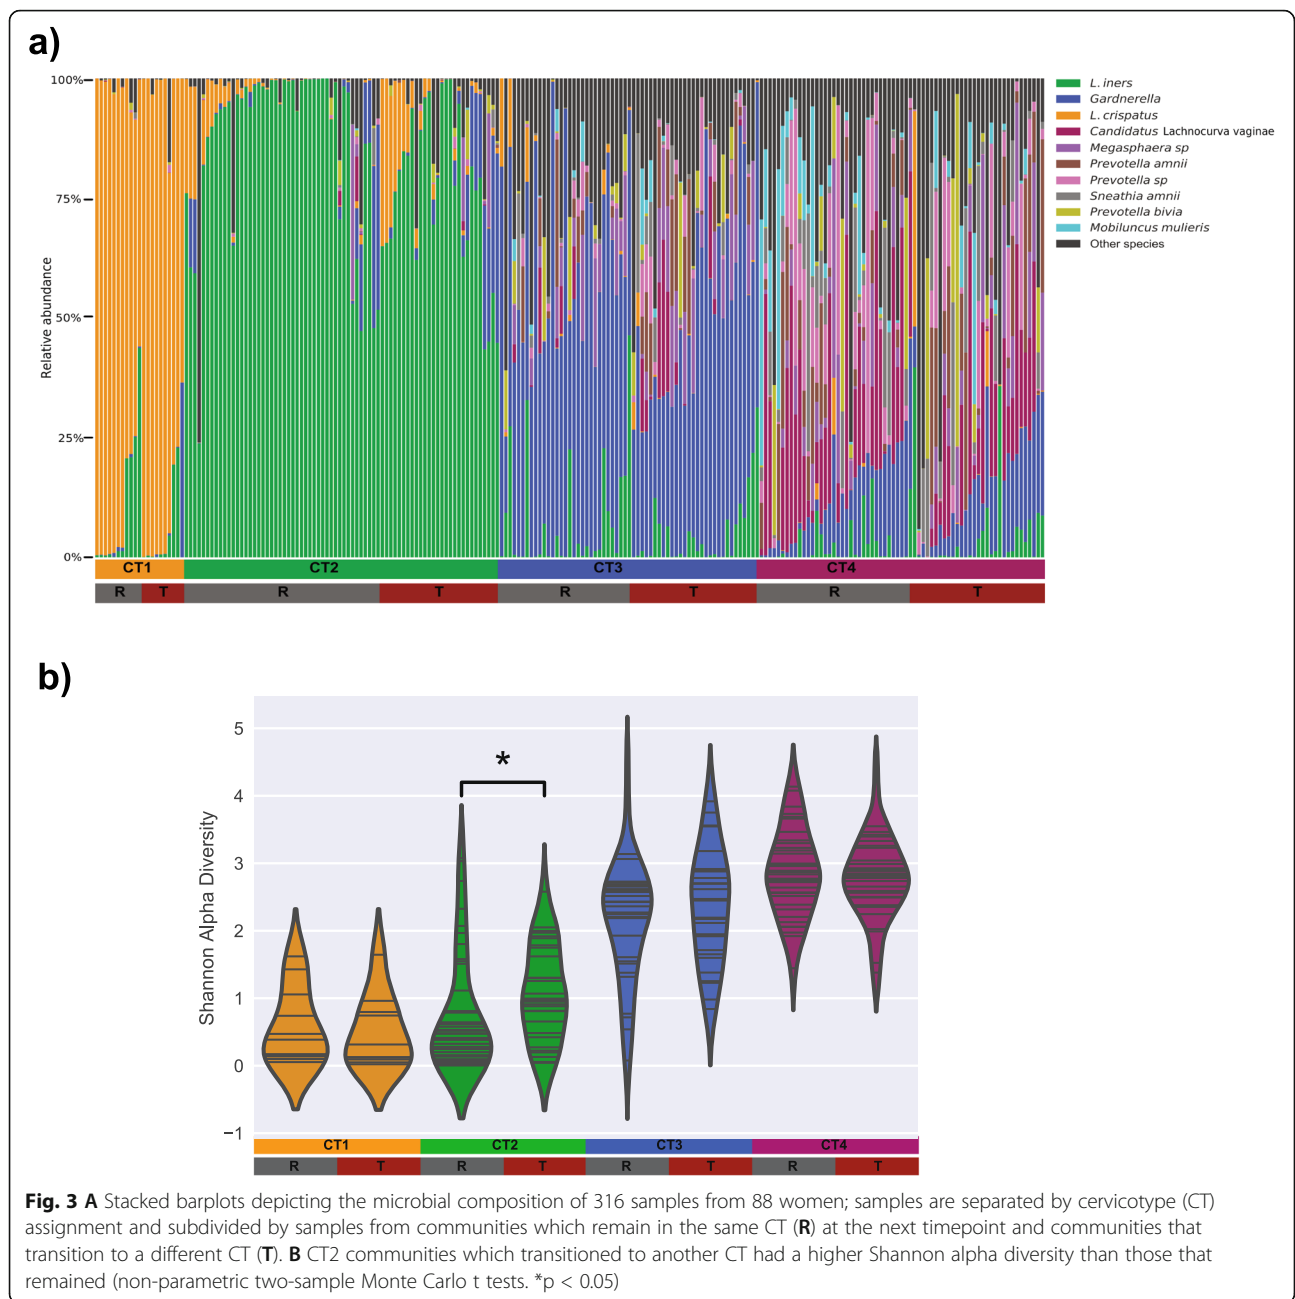 a)
100%
75%
50%
25%
0%
Relative abundance
L. iners
Gardnerella
L. crispatus
Candidatus Lachnocurva vaginae
Megasphaera sp
Prevotella amnii
Prevotella sp
Sneathia amnii
Prevotella bivia
Mobiluncus mulieris
Other species
CT1 CT2 CT3 CT4
R T R T R T R T
b)
5
4
3
2
1
0
−1
Shannon Alpha Diversity
*
CT1 CT2 CT3 CT4
R T R T R T R T
Fig. 3 A Stacked barplots depicting the microbial composition of 316 samples from 88 women; samples are separated by cervicotype (CT)
assignment and subdivided by samples from communities which remain in the same CT (R) at the next timepoint and communities that
transition to a different CT (T). B CT2 communities which transitioned to another CT had a higher Shannon alpha diversity than those that
remained (non-parametric two-sample Monte Carlo t tests. *p < 0.05)